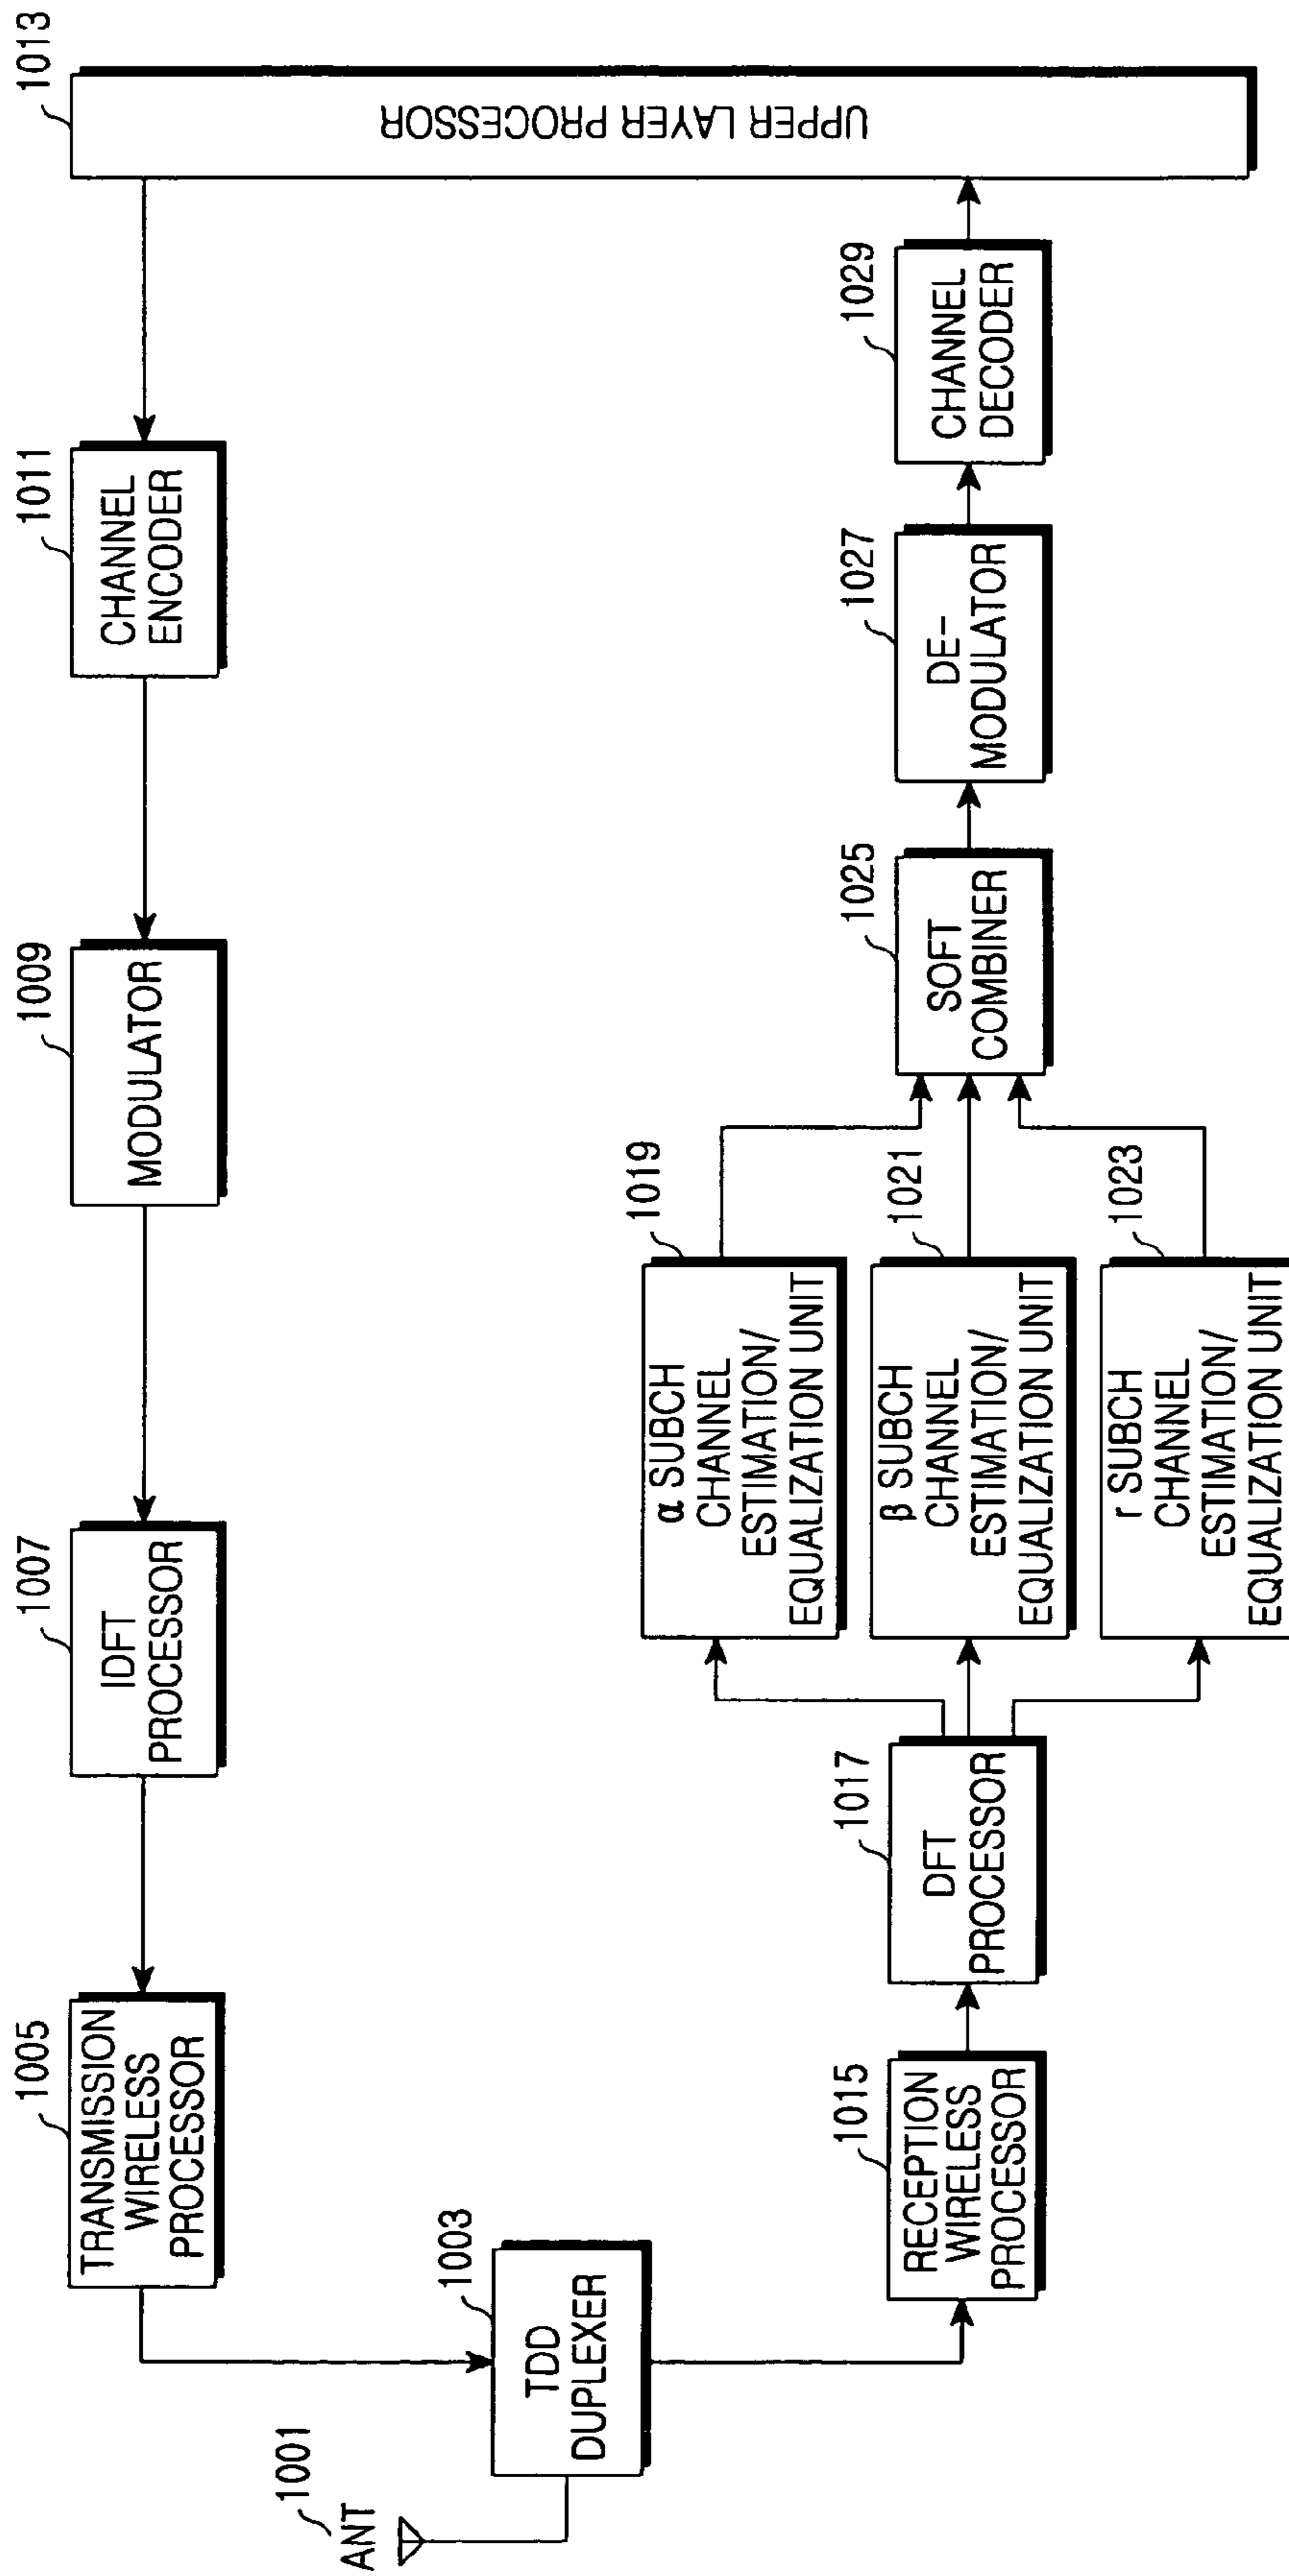 1001
ANT
1003
TDD
DUPLEXER
1005
TRANSMISSION
WIRELESS
PROCESSOR
1007
IDFT
PROCESSOR
1009
MODULATOR
1011
CHANNEL
ENCODER
1013
UPPER LAYER PROCESSOR
1015
RECEPTION
WIRELESS
PROCESSOR
1017
DFT
PROCESSOR
1019
α SUBCH
CHANNEL
ESTIMATION/
EQUALIZATION UNIT
1021
β SUBCH
CHANNEL
ESTIMATION/
EQUALIZATION UNIT
1023
r SUBCH
CHANNEL
ESTIMATION/
EQUALIZATION UNIT
1025
SOFT
COMBINER
1027
DE-
MODULATOR
1029
CHANNEL
DECODER